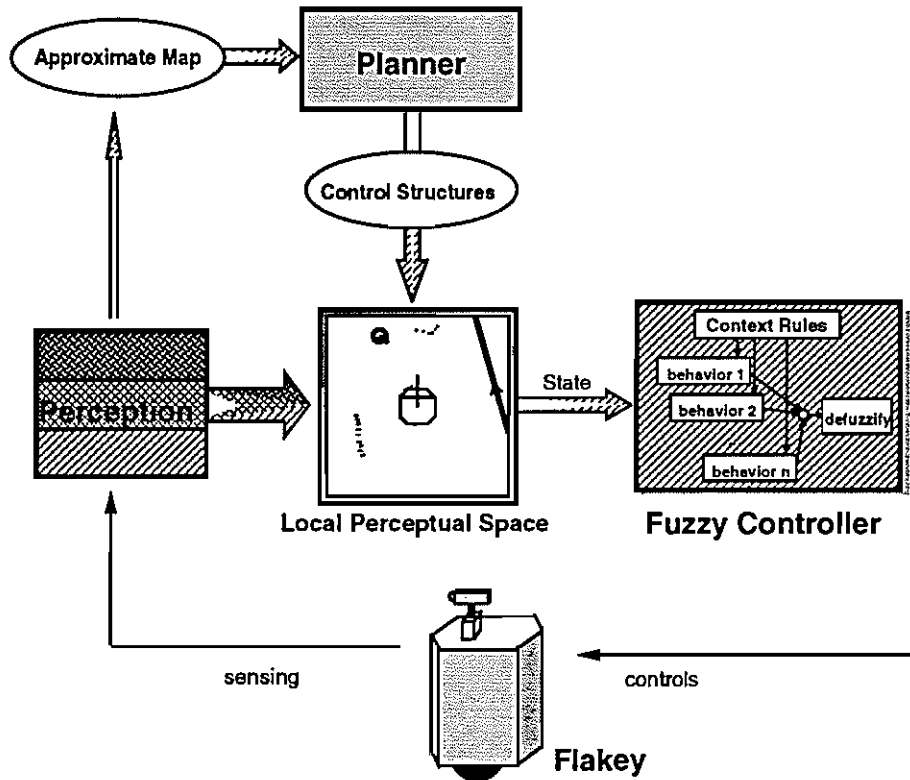 Approximate Map
Planner
Control Structures
Perception
State
Context Rules
behavior 1
behavior 2
behavior n
defuzzify
Local Perceptual Space
Fuzzy Controller
sensing
controls
Flakey